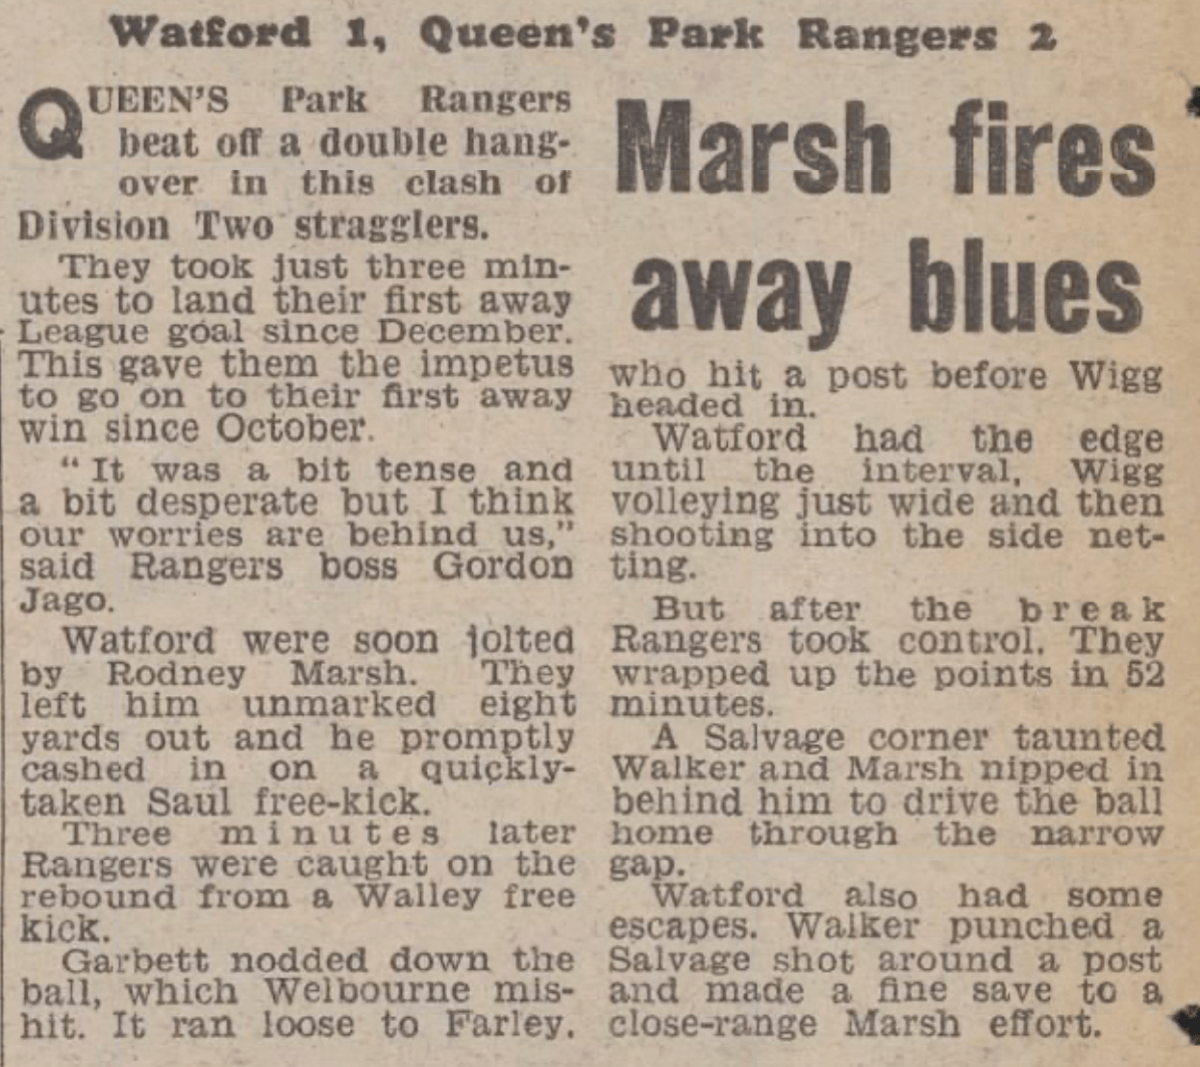 Watford 1, Queen's Park Rangers 2
Marsh fires
away blues
QUEEN'S Park Rangers
beat off a double hang-
over in this clash of
Division Two stragglers.
They took just three min-
utes to land their first away
League goal since December.
This gave them the impetus
to go on to their first away
win since October.
"It was a bit tense and
a bit desperate but I think
our worries are behind us,"
said Rangers boss Gordon
Jago.
Watford were soon jolted
by Rodney Marsh. They
left him unmarked eight
yards out and he promptly
cashed in on a quickly-
taken Saul free-kick.
Three minutes later
Rangers were caught on the
rebound from a Walley free
kick.
Garbett nodded down the
ball, which Welbourne mis-
hit. It ran loose to Farley,
who hit a post before Wigg
headed in.
Watford had the edge
until the interval, Wigg
volleying just wide and then
shooting into the side net-
ting.
But after the break
Rangers took control. They
wrapped up the points in 52
minutes.
A Salvage corner taunted
Walker and Marsh nipped in
behind him to drive the ball
home through the narrow
gap.
Watford also had some
escapes. Walker punched a
Salvage shot around a post
and made a fine save to a
close-range Marsh effort.